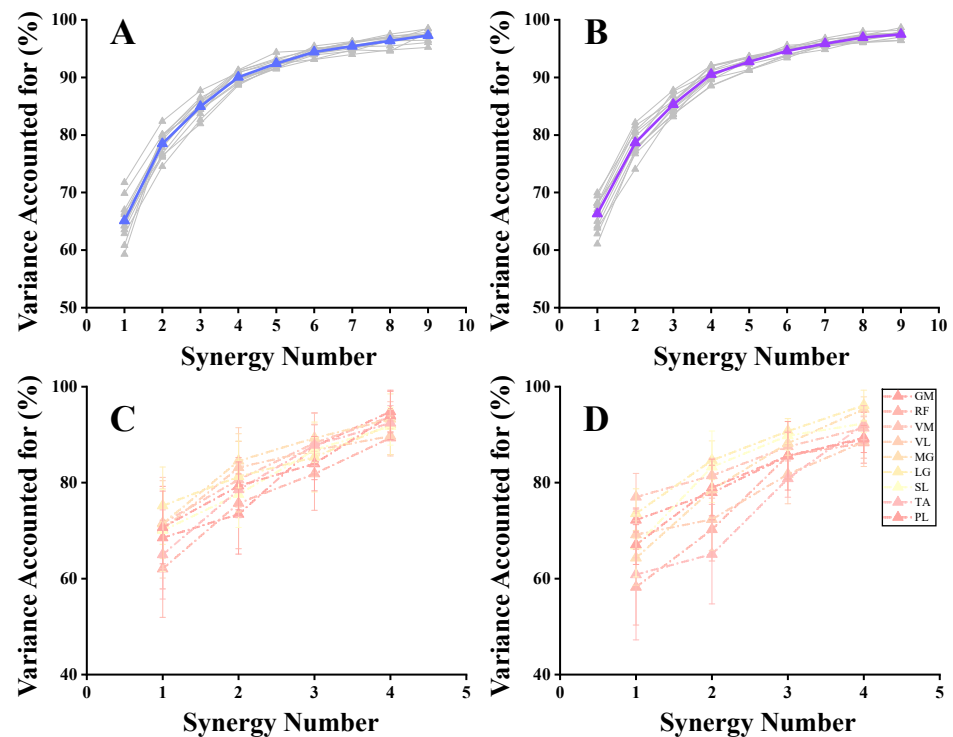 A
Variance Accounted for (%)
100
90
80
70
60
50
0 1 2 3 4 5 6 7 8 9 10
Synergy Number
B
Variance Accounted for (%)
100
90
80
70
60
50
0 1 2 3 4 5 6 7 8 9 10
Synergy Number
C
Variance Accounted for (%)
100
80
60
40
0 1 2 3 4 5
Synergy Number
D
Variance Accounted for (%)
100
80
60
40
0 1 2 3 4 5
Synergy Number
GM
RF
VM
VL
MG
LG
SL
TA
PL